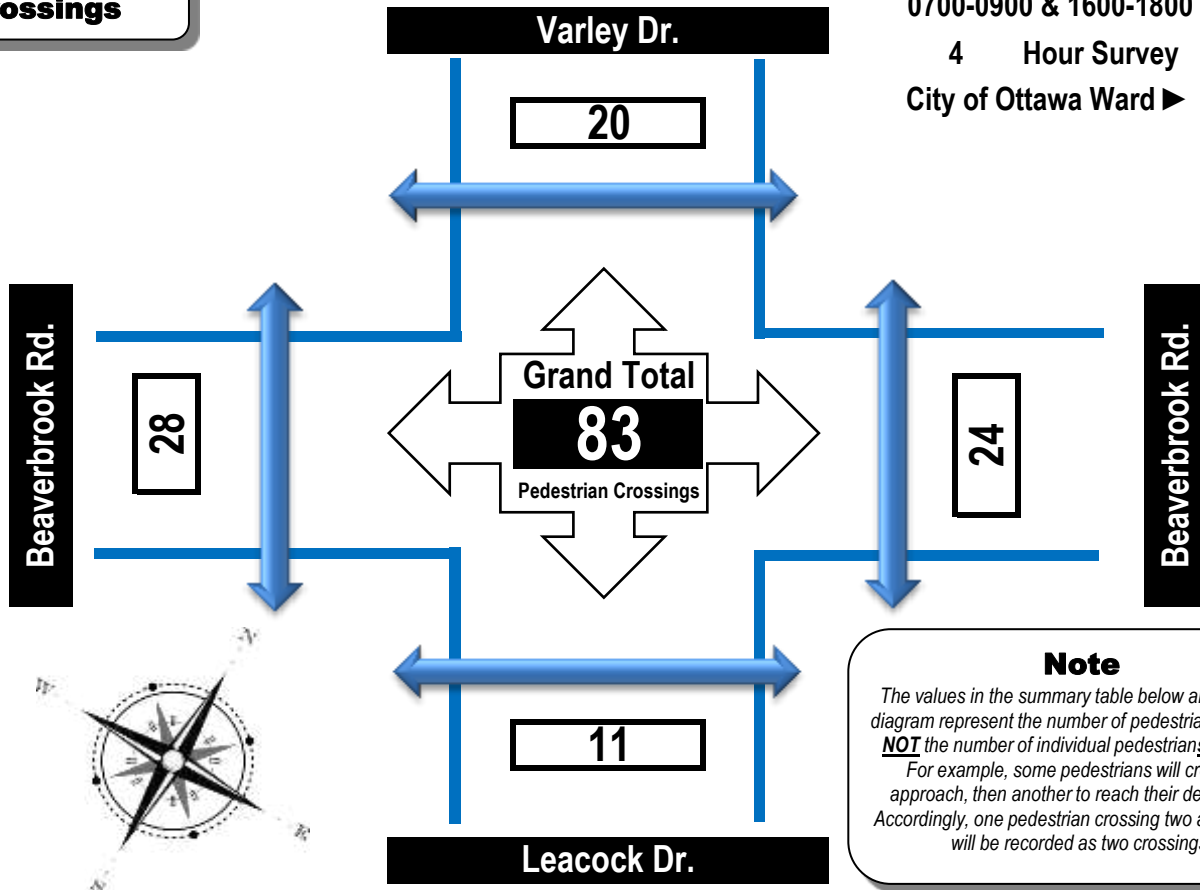 ossings
0700-0900 & 1600-1800
4 Hour Survey
City of Ottawa Ward ►
Varley Dr.
20
Beaverbrook Rd.
28
Grand Total
83
Pedestrian Crossings
24
Beaverbrook Rd.
11
Leacock Dr.
N
W
Note
The values in the summary table below a
diagram represent the number of pedestria
NOT the number of individual pedestrians
For example, some pedestrians will cr
approach, then another to reach their de
Accordingly, one pedestrian crossing two a
will be recorded as two crossings